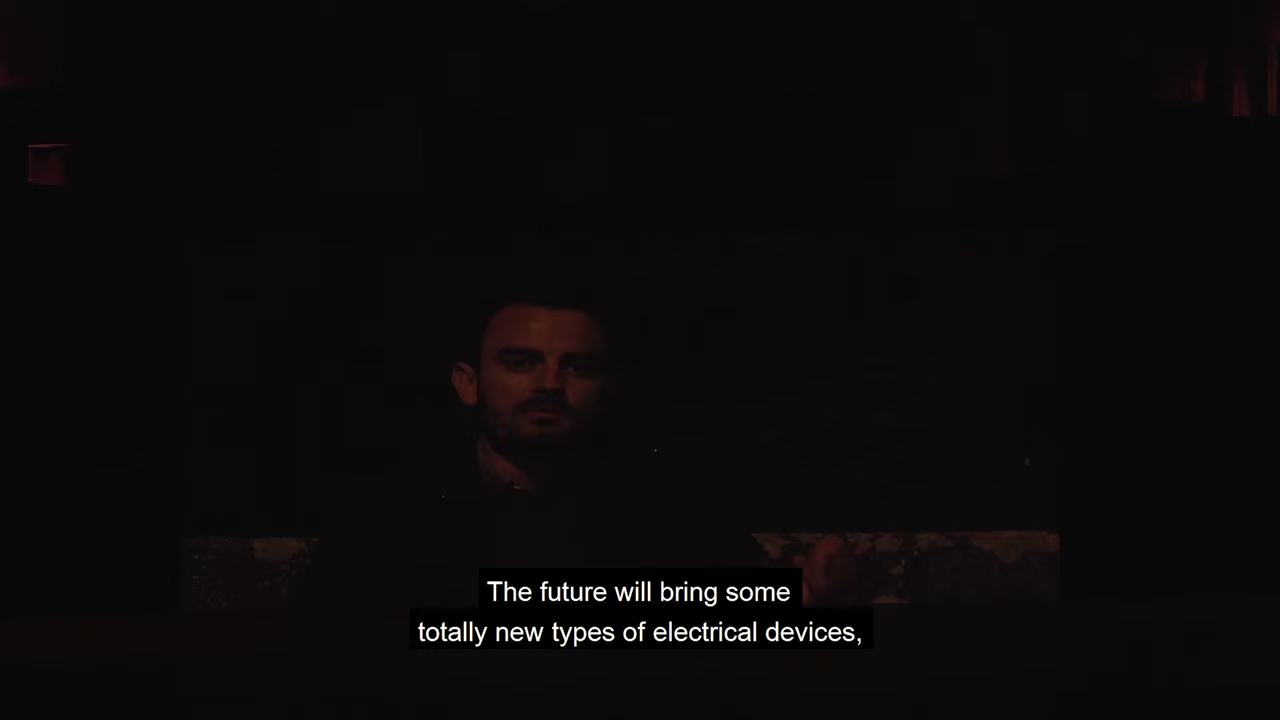 The future will bring some
totally new types of electrical devices,